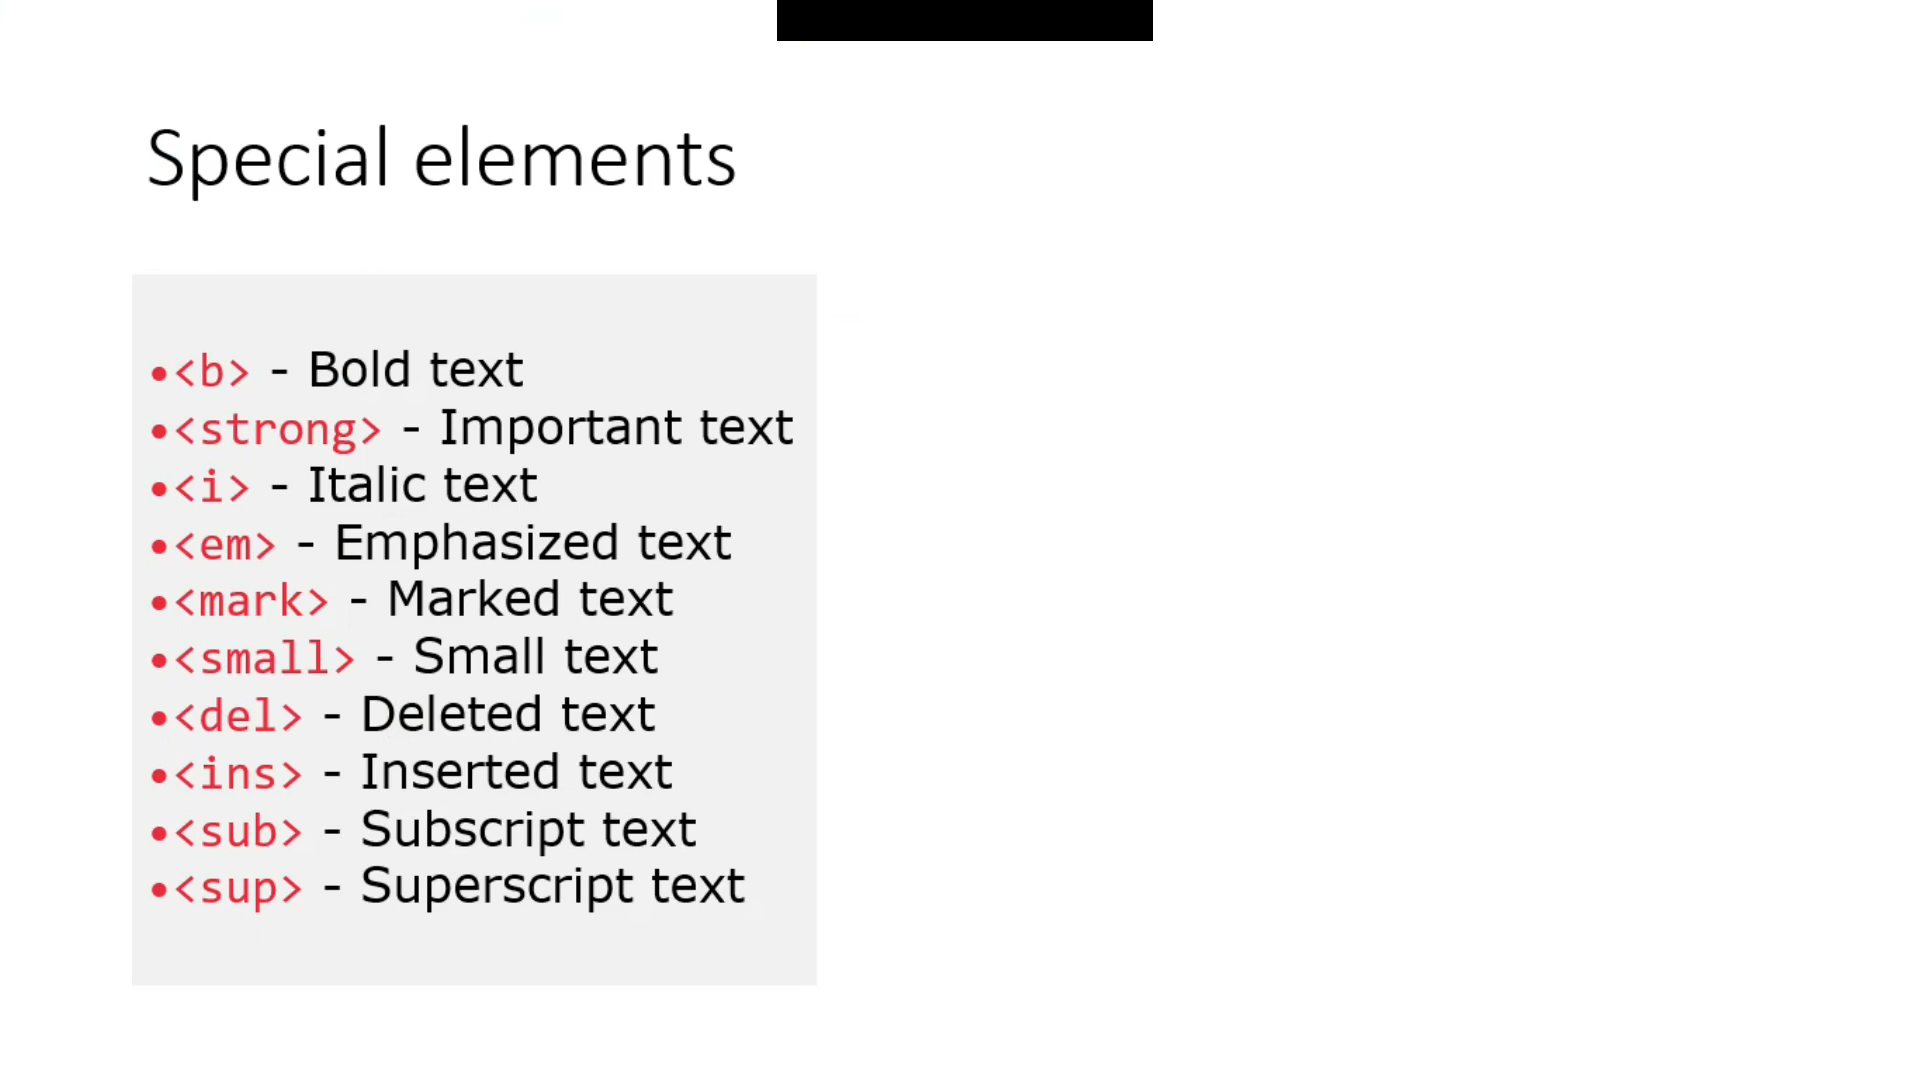 Special elements
•<b> - Bold text
•<strong> - Important text
•<i> - Italic text
•<em> - Emphasized text
•<mark> - Marked text
•<small> - Small text
•<del> - Deleted text
•<ins> - Inserted text
•<sub> - Subscript text
•<sup> - Superscript text